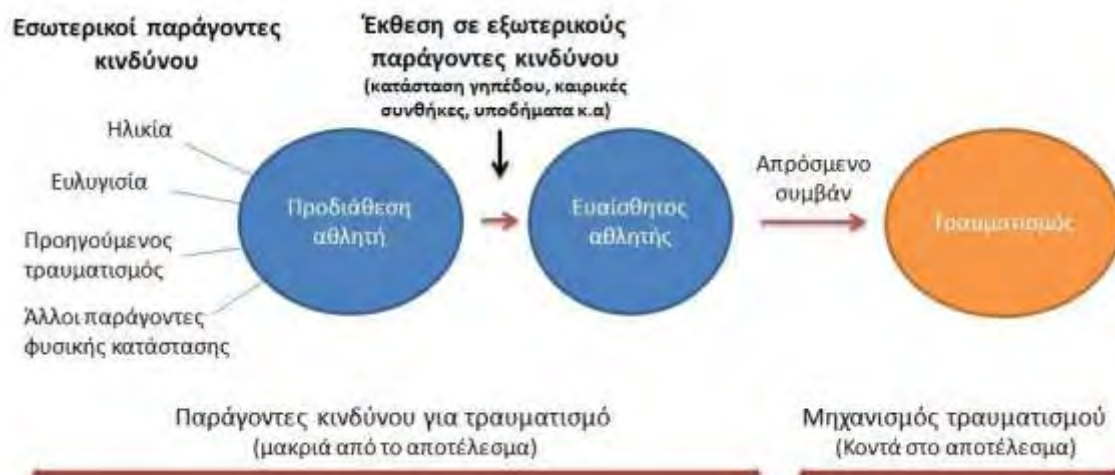 Εσωτερικοί παράγοντες
κινδύνου
Έκθεση σε εξωτερικούς
παράγοντες κινδύνου
(κατάσταση γηπέδου, καιρικές
συνθήκες, υποδήματα κ.α)
Ηλικία
Ευλυγισία
Προηγούμενος
τραυματισμός
Άλλοι παράγοντες
φυσικής κατάστασης
Προδιάθεση
αθλητή
Ευαίσθητος
αθλητής
Απρόσμενο
συμβάν
Τραυματισμός
Παράγοντες κινδύνου για τραυματισμό
(μακριά από το αποτέλεσμα)
Μηχανισμός τραυματισμού
(Κοντά στο αποτέλεσμα)